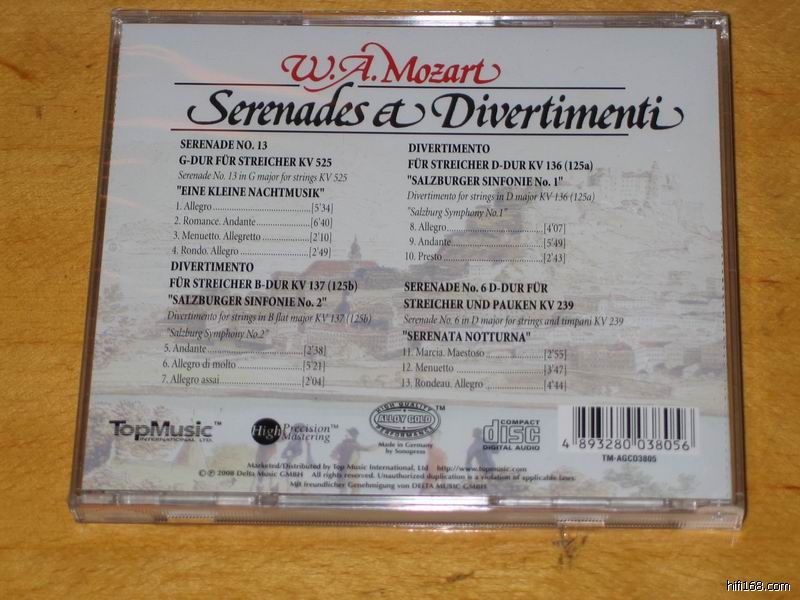 W. A. Mozart
Serenades et Divertimenti
SERENADE NO. 13
G-DUR FÜR STREICHER KV 525
Serenade No. 13 in G major for strings KV 525
"EINE KLEINE NACHTMUSIK"
1. Allegro [5'34]
2. Romance. Andante [6'40]
3. Menuetto. Allegretto [2'10]
4. Rondo. Allegro [2'49]
DIVERTIMENTO
FÜR STREICHER B-DUR KV 137 (125b)
"SALZBURGER SINFONIE No. 2"
Divertimento for strings in B flat major KV 137 (125b)
"Salzburg Symphony No.2"
5. Andante [2'38]
6. Allegro di molto [5'21]
7. Allegro assai [2'04]
DIVERTIMENTO
FÜR STREICHER D-DUR KV 136 (125a)
"SALZBURGER SINFONIE No. 1"
Divertimento for strings in D major KV 136 (125a)
"Salzburg Symphony No.1"
8. Allegro [4'07]
9. Andante [5'49]
10. Presto [2'43]
SERENADE No. 6 D-DUR FÜR
STREICHER UND PAUKEN KV 239
Serenade No. 6 in D major for strings and timpani KV 239
"SERENATA NOTTURNA"
11. Marcia. Maestoso [2'55]
12. Menuetto [3'47]
13. Rondeau. Allegro [4'44]
TopMusic™
INTERNATIONAL LTD.
High Precision™
Mastering
HIGH QUALITY
ALLOY GOLD™
PERFORMANCE
Made in Germany
by Sonopress
COMPACT
disc
DIGITAL AUDIO
4 893280 038056
TM-AGCD3805
Marketed/Distributed by Top Music International, Ltd http://www.topmusic.com
© ℗ 2008 Delta Music GMBH All rights reserved. Unauthorized duplication is a violation of applicable laws.
Mit freundlicher Genehmigung von DELTA MUSIC GMBH
hifi168.com